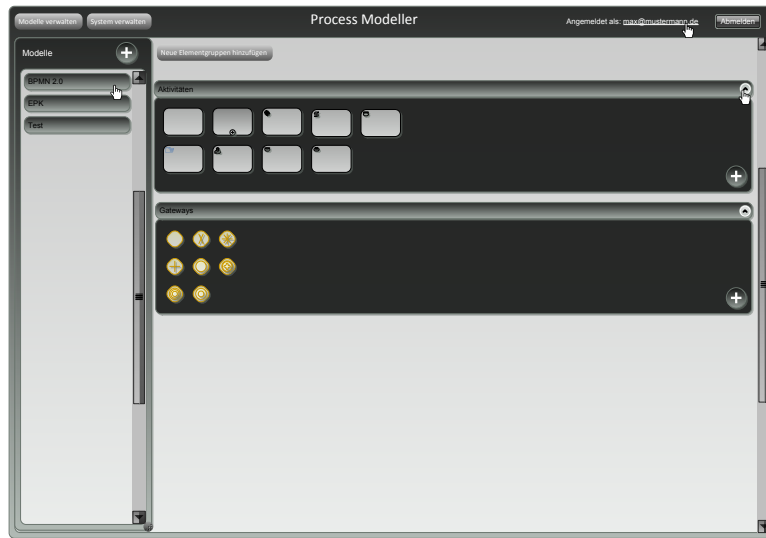 Modelle verwalten
System verwalten
Process Modeller
Angemeldet als: max@mustermann.de
Abmelden
Modelle
Neue Elementgruppen hinzufügen
BPMN 2.0
EPK
Test
Aktivitäten
Gateways